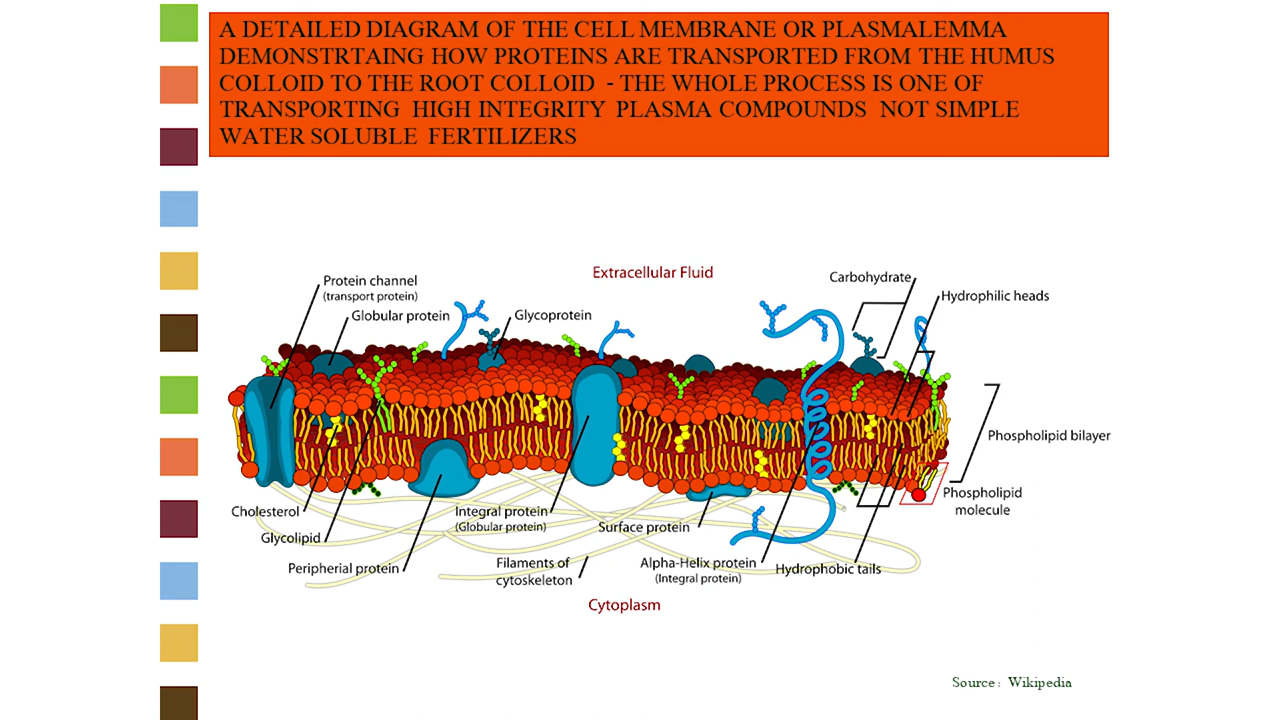 A DETAILED DIAGRAM OF THE CELL MEMBRANE OR PLASMALEMMA
DEMONSTRTAING HOW PROTEINS ARE TRANSPORTED FROM THE HUMUS
COLLOID TO THE ROOT COLLOID - THE WHOLE PROCESS IS ONE OF
TRANSPORTING HIGH INTEGRITY PLASMA COMPOUNDS NOT SIMPLE
WATER SOLUBLE FERTILIZERS
Extracellular Fluid
Protein channel
(transport protein)
Globular protein
Glycoprotein
Carbohydrate
Hydrophilic heads
Phospholipid bilayer
Phospholipid
molecule
Cholesterol
Glycolipid
Peripherial protein
Integral protein
(Globular protein)
Filaments of
cytoskeleton
Surface protein
Alpha-Helix protein
(Integral protein)
Hydrophobic tails
Cytoplasm
Source : Wikipedia